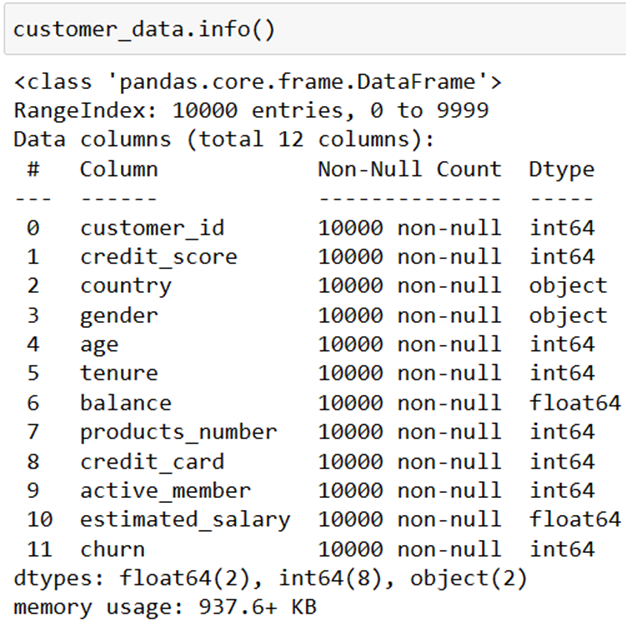 customer_data.info()
<class 'pandas.core.frame.DataFrame'>
RangeIndex: 10000 entries, 0 to 9999
Data columns (total 12 columns):
 #   Column            Non-Null Count  Dtype
---  ------            --------------  -----
 0   customer_id       10000 non-null  int64
 1   credit_score      10000 non-null  int64
 2   country           10000 non-null  object
 3   gender            10000 non-null  object
 4   age               10000 non-null  int64
 5   tenure            10000 non-null  int64
 6   balance           10000 non-null  float64
 7   products_number   10000 non-null  int64
 8   credit_card       10000 non-null  int64
 9   active_member     10000 non-null  int64
 10  estimated_salary  10000 non-null  float64
 11  churn             10000 non-null  int64
dtypes: float64(2), int64(8), object(2)
memory usage: 937.6+ KB